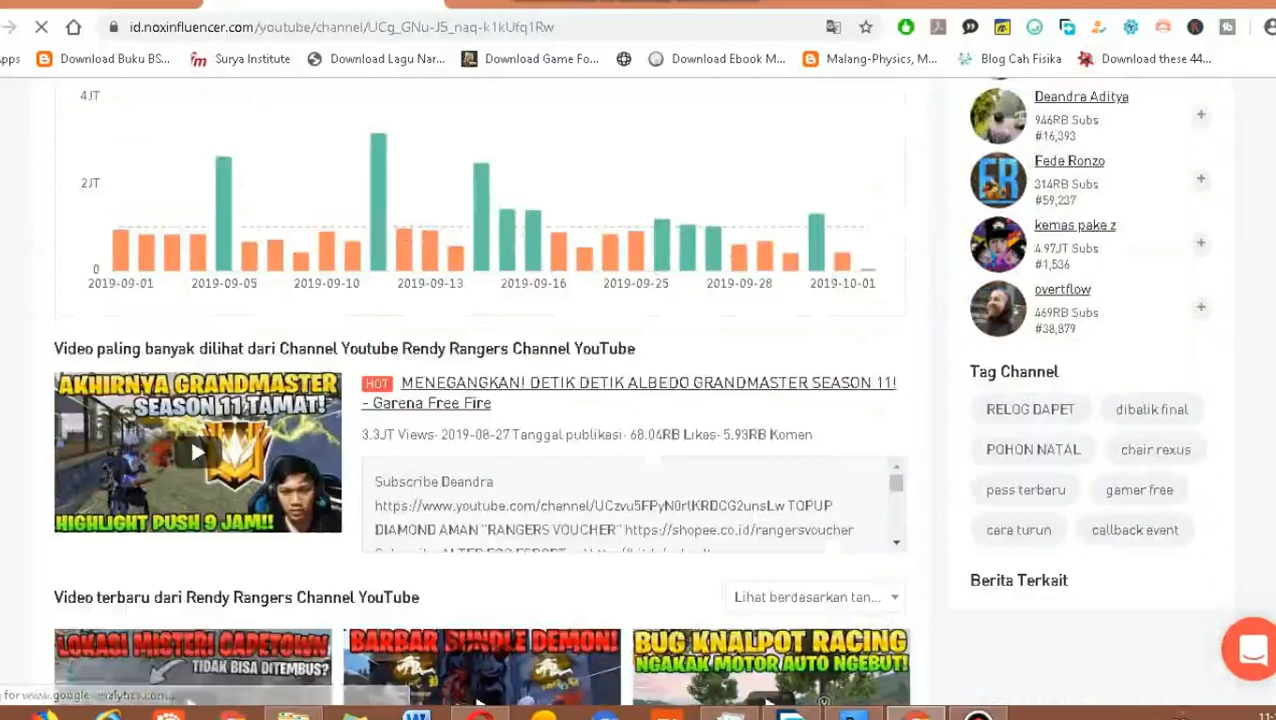 id.noxinfluencer.com/youtube/channel/UCg_GNu-J5_naq-k1kUfq1Rw
Apps Download Buku BS... Surya Institute Download Lagu Nar... Download Game Fo... Download Ebook M... Malang-Physics, M... Blog Cah Fisika Download these 44...
4JT
2JT
0
2019-09-01 2019-09-05 2019-09-10 2019-09-13 2019-09-16 2019-09-25 2019-09-28 2019-10-01
Video paling banyak dilihat dari Channel Youtube Rendy Rangers Channel YouTube
AKHIRNYA GRANDMASTER
SEASON 11 TAMAT!
HIGHLIGHT PUSH 9 JAM!!
HOT MENEGANGKAN! DETIK DETIK ALBEDO GRANDMASTER SEASON 11!
- Garena Free Fire
3.3JT Views· 2019-08-27 Tanggal publikasi· 68.04RB Likes· 5.93RB Komen
Subscribe Deandra
https://www.youtube.com/channel/UCzvu5FPyN0rlKRDCG2unsLw TOPUP
DIAMOND AMAN "RANGERS VOUCHER" https://shopee.co.id/rangersvoucher
Video terbaru dari Rendy Rangers Channel YouTube
Lihat berdasarkan tan...
LOKASI MISTERI CAPETOWN
TIDAK BISA DITEMBUS?
BARBAR BUNDLE DEMON!
BUG KNALPOT RACING
NGAKAK MOTOR AUTO NGEBUT!
Deandra Aditya
946RB Subs
#16,393
Fede Ronzo
314RB Subs
#59,237
kemas pake z
4.97JT Subs
#1,536
overtflow
469RB Subs
#38,879
Tag Channel
RELOG DAPET dibalik final
POHON NATAL chair rexus
pass terbaru gamer free
cara turun callback event
Berita Terkait